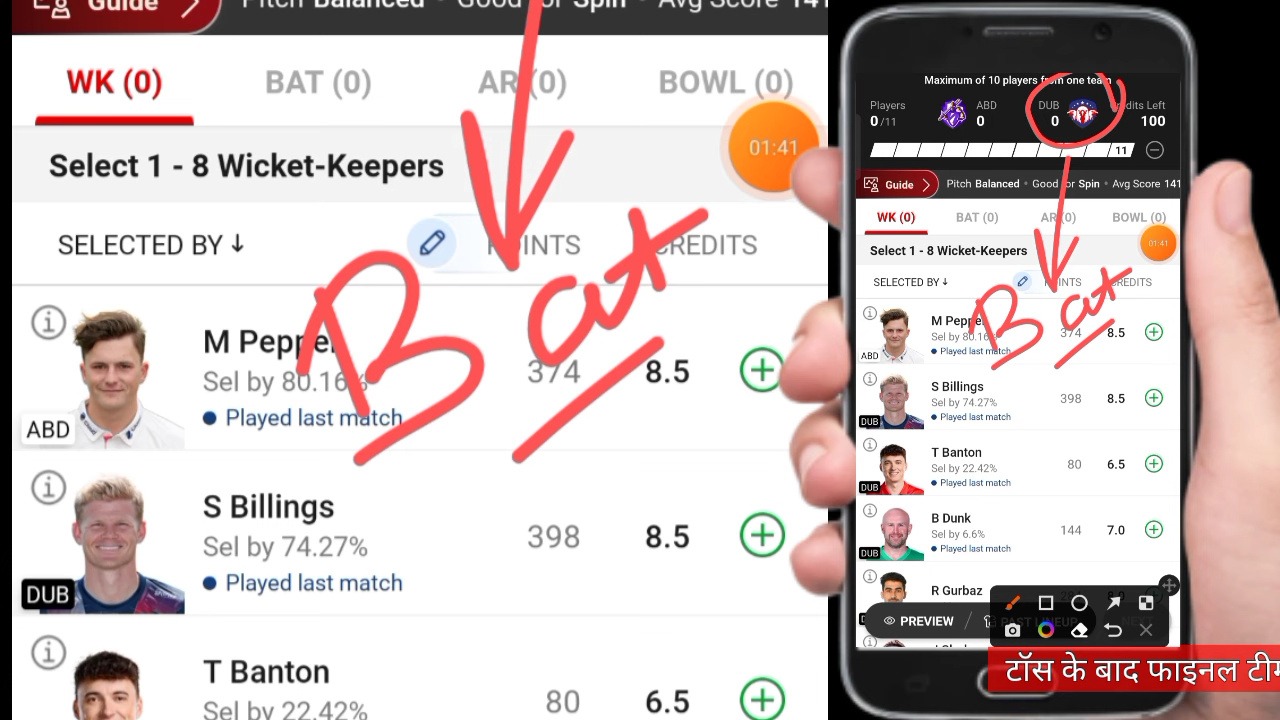 Guide Pitch Balanced • Good for Spin • Avg Score 141
WK (0) BAT (0) AR (0) BOWL (0)
Select 1 - 8 Wicket-Keepers
01:41
SELECTED BY ↓ POINTS CREDITS
M Pepper
Sel by 80.16% 374 8.5
Played last match
ABD
S Billings
Sel by 74.27% 398 8.5
Played last match
DUB
T Banton
Sel by 22.42% 80 6.5
Bat
Maximum of 10 players from one team
Players ABD DUB Credits Left
0/11 0 0 100
11
Guide Pitch Balanced • Good for Spin • Avg Score 141
WK (0) BAT (0) AR (0) BOWL (0)
Select 1 - 8 Wicket-Keepers
01:41
SELECTED BY ↓ POINTS CREDITS
M Pepper
Sel by 80.16% 374 8.5
Played last match
ABD
S Billings
Sel by 74.27% 398 8.5
Played last match
DUB
T Banton
Sel by 22.42% 80 6.5
Played last match
DUB
B Dunk
Sel by 6.6% 144 7.0
Played last match
DUB
R Gurbaz
Bat
PREVIEW / PAST LINEUP
टॉस के बाद फाइनल टीम